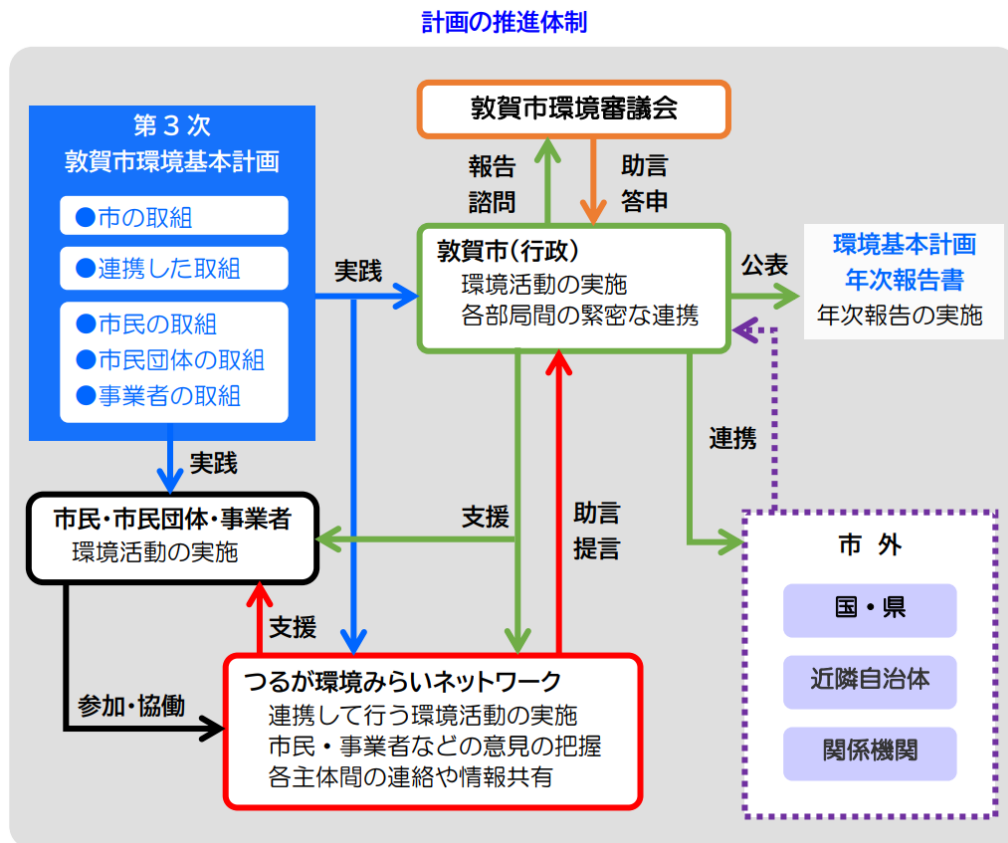 計画の推進体制
第３次
敦賀市環境基本計画
●市の取組
●連携した取組
●市民の取組
●市民団体の取組
●事業者の取組
敦賀市環境審議会
報告
諮問
助言
答申
実践
敦賀市(行政)
環境活動の実施
各部局間の緊密な連携
公表
環境基本計画
年次報告書
年次報告の実施
実践
市民・市民団体・事業者
環境活動の実施
支援
助言
提言
連携
市 外
国・県
近隣自治体
関係機関
支援
参加・協働
つるが環境みらいネットワーク
連携して行う環境活動の実施
市民・事業者などの意見の把握
各主体間の連絡や情報共有